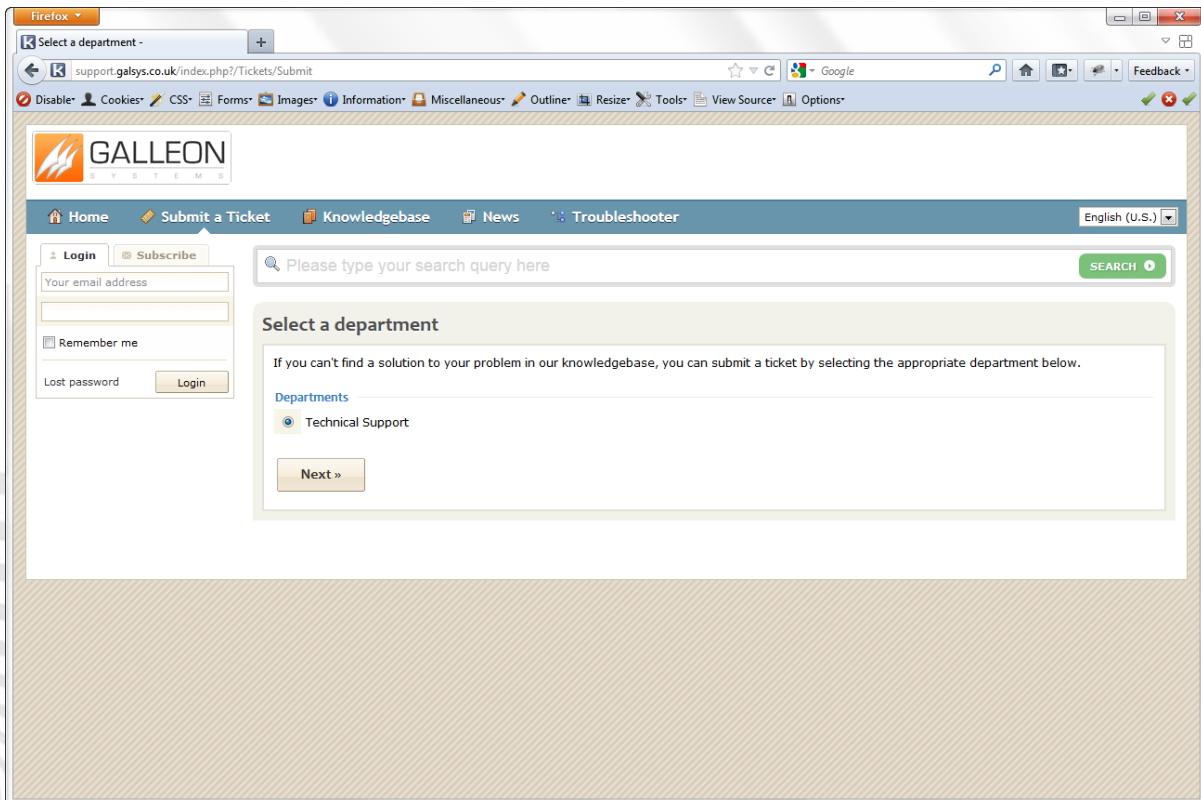 Firefox
Select a department -
support.galsys.co.uk/index.php?/Tickets/Submit
Google
Feedback
Disable Cookies CSS Forms Images Information Miscellaneous Outline Resize Tools View Source Options
GALLEON
SYSTEMS
Home Submit a Ticket Knowledgebase News Troubleshooter
English (U.S.)
Login Subscribe
Your email address
Remember me
Lost password Login
Please type your search query here
SEARCH
Select a department
If you can't find a solution to your problem in our knowledgebase, you can submit a ticket by selecting the appropriate department below.
Departments
Technical Support
Next »